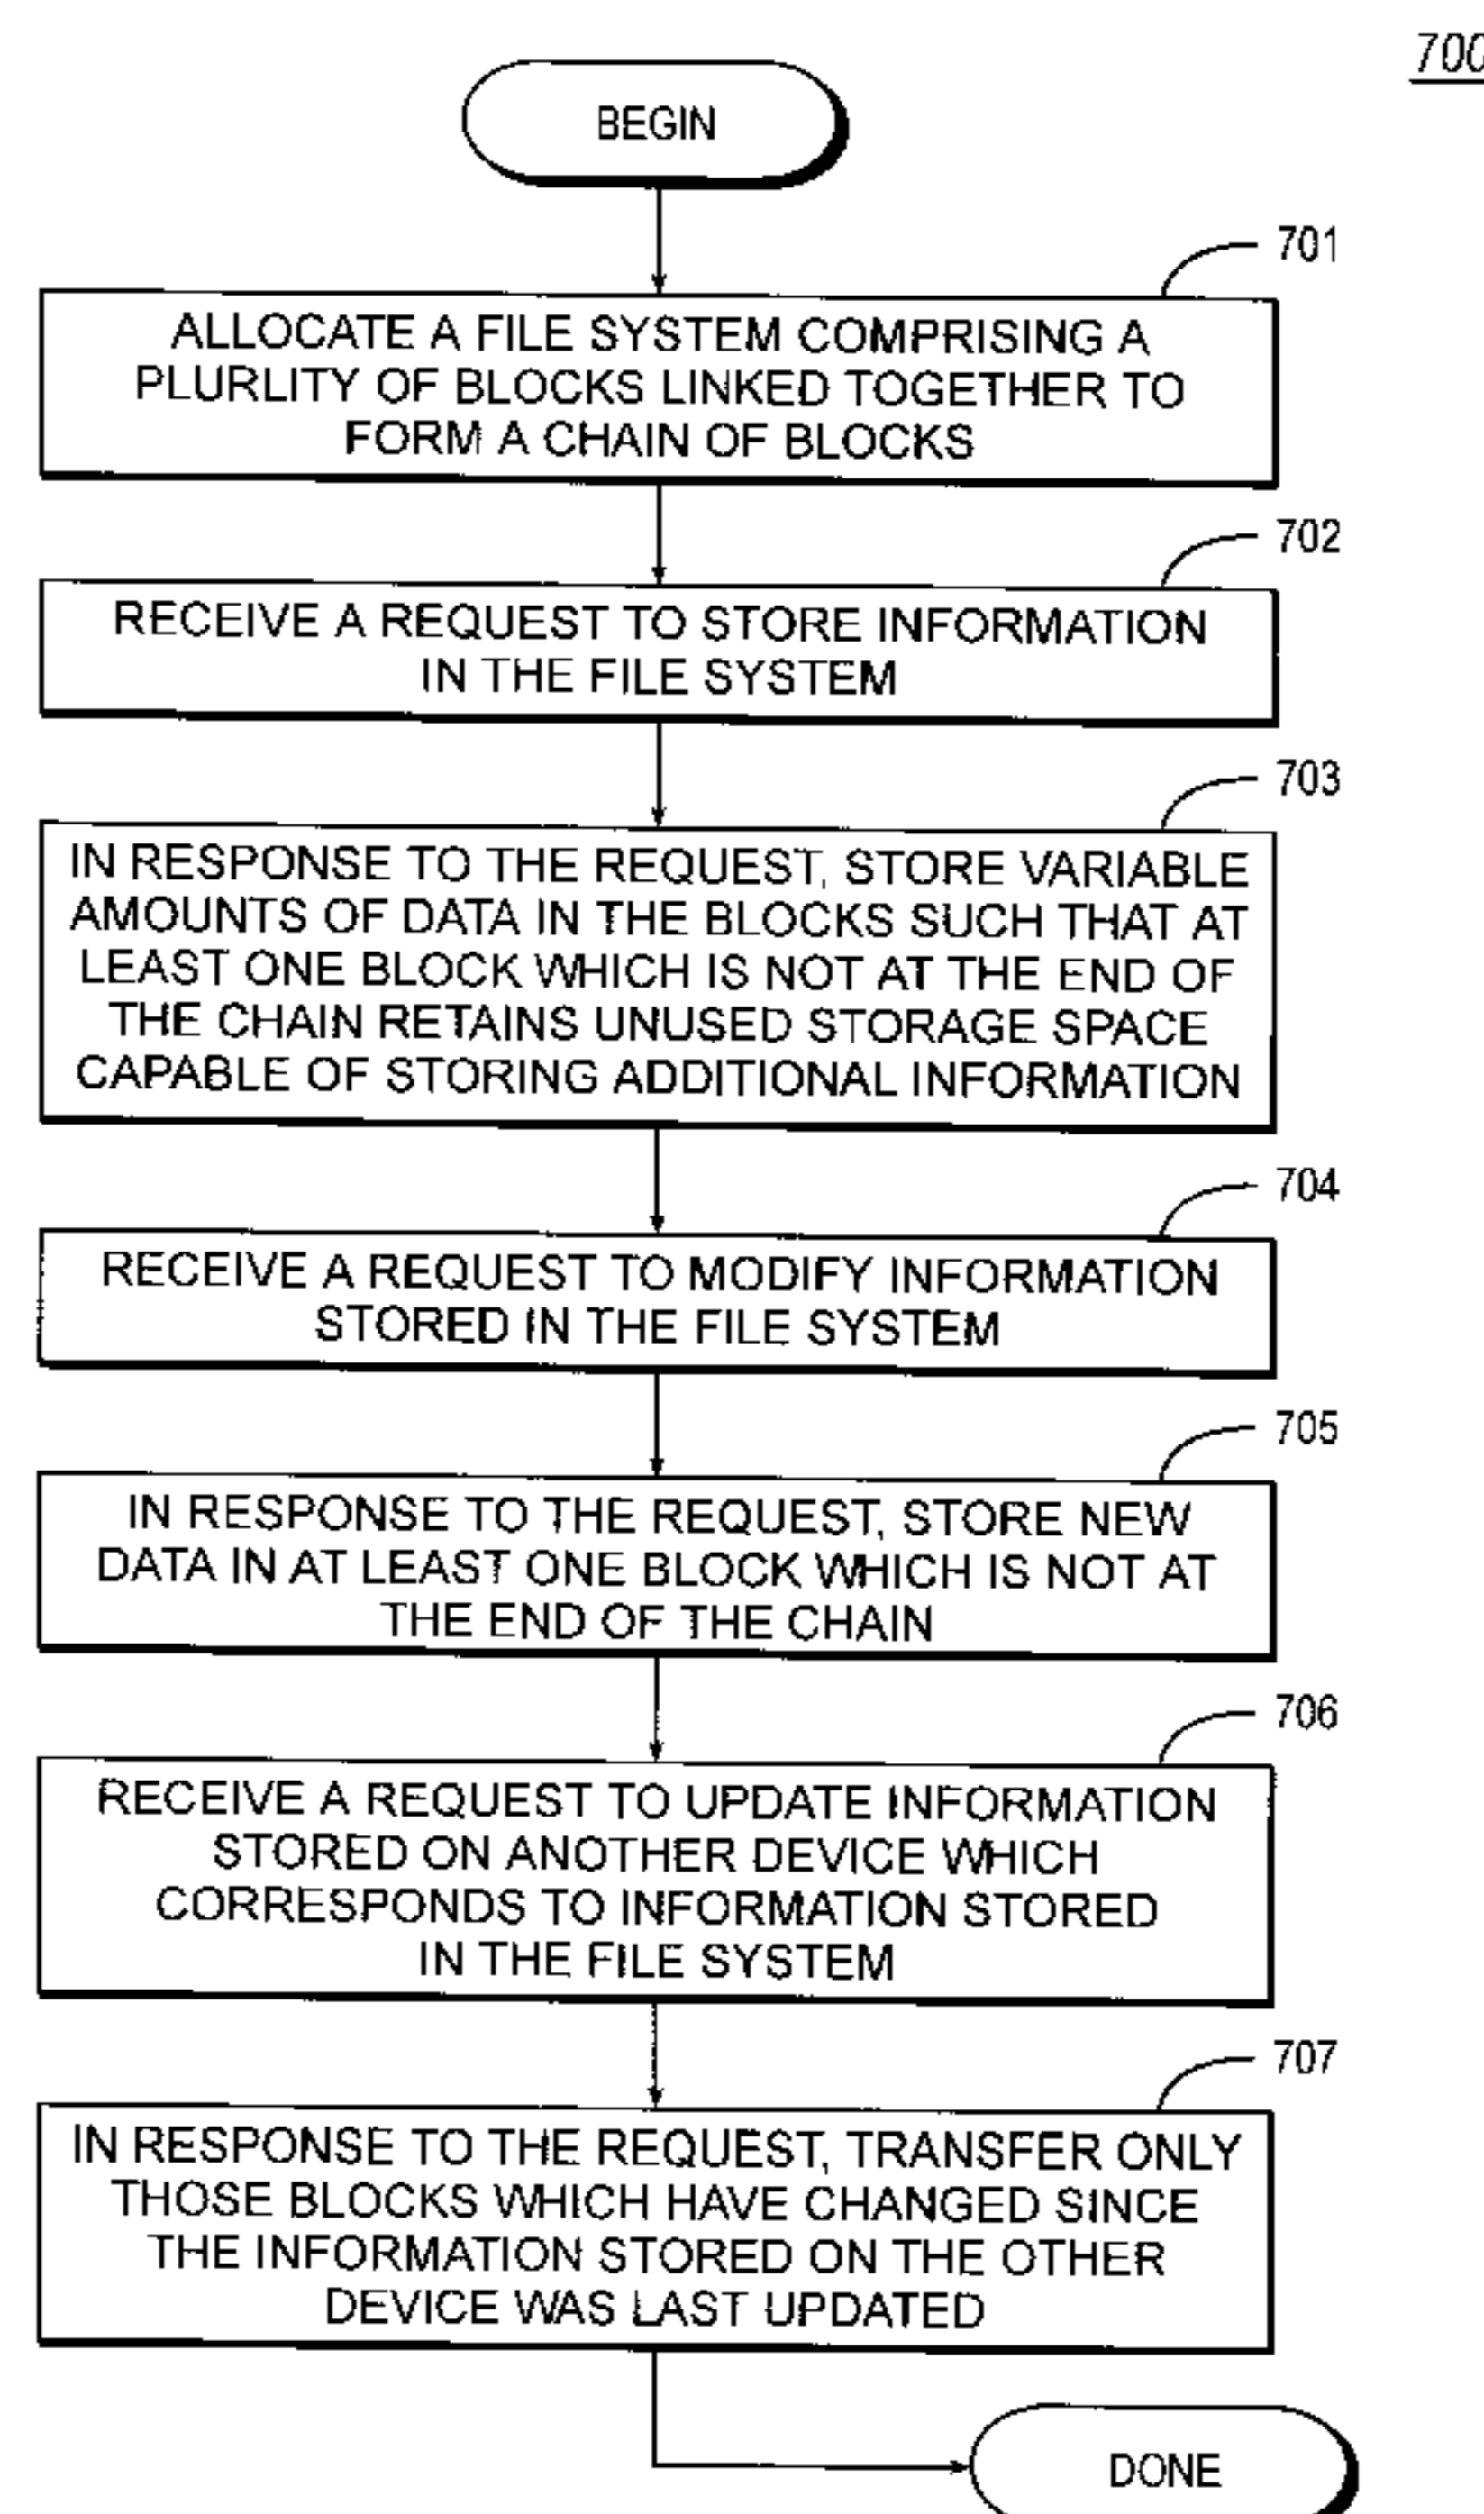 700
BEGIN
701
ALLOCATE A FILE SYSTEM COMPRISING A
PLURLITY OF BLOCKS LINKED TOGETHER TO
FORM A CHAIN OF BLOCKS
702
RECEIVE A REQUEST TO STORE INFORMATION
IN THE FILE SYSTEM
703
IN RESPONSE TO THE REQUEST, STORE VARIABLE
AMOUNTS OF DATA IN THE BLOCKS SUCH THAT AT
LEAST ONE BLOCK WHICH IS NOT AT THE END OF
THE CHAIN RETAINS UNUSED STORAGE SPACE
CAPABLE OF STORING ADDITIONAL INFORMATION
704
RECEIVE A REQUEST TO MODIFY INFORMATION
STORED IN THE FILE SYSTEM
705
IN RESPONSE TO THE REQUEST, STORE NEW
DATA IN AT LEAST ONE BLOCK WHICH IS NOT AT
THE END OF THE CHAIN
706
RECEIVE A REQUEST TO UPDATE INFORMATION
STORED ON ANOTHER DEVICE WHICH
CORRESPONDS TO INFORMATION STORED
IN THE FILE SYSTEM
707
IN RESPONSE TO THE REQUEST, TRANSFER ONLY
THOSE BLOCKS WHICH HAVE CHANGED SINCE
THE INFORMATION STORED ON THE OTHER
DEVICE WAS LAST UPDATED
DONE